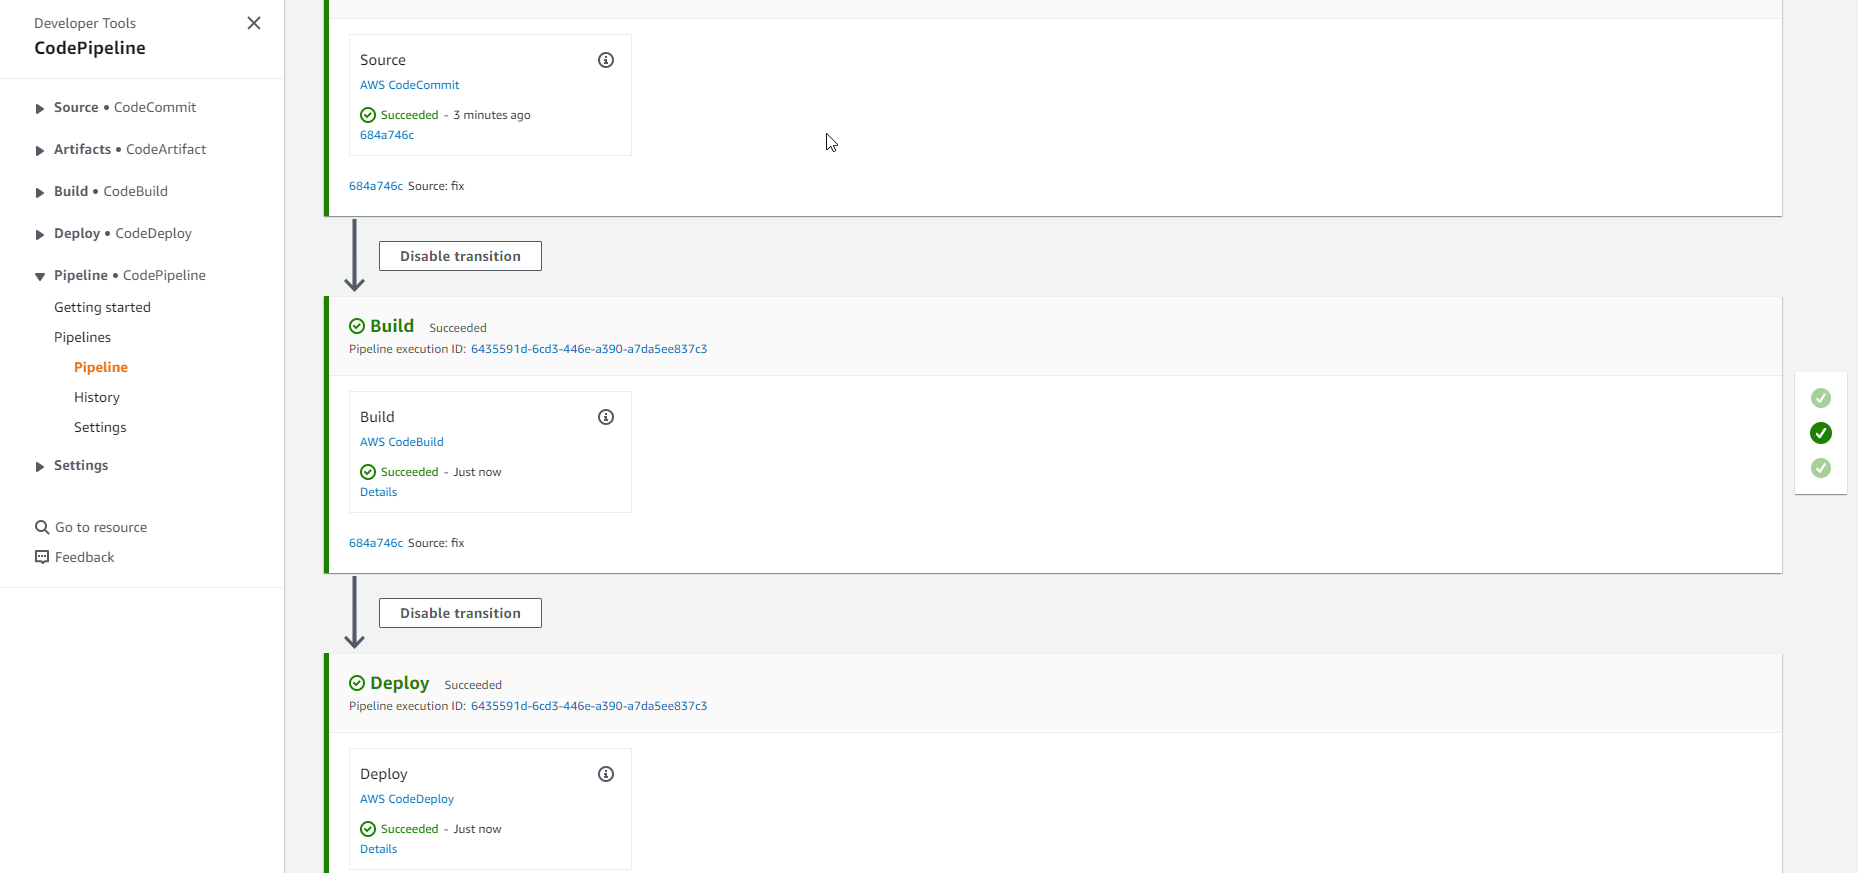 Developer Tools
CodePipeline
Source • CodeCommit
Artifacts • CodeArtifact
Build • CodeBuild
Deploy • CodeDeploy
Pipeline • CodePipeline
Getting started
Pipelines
Pipeline
History
Settings
Settings
Go to resource
Feedback
Source
AWS CodeCommit
Succeeded - 3 minutes ago
684a746c
684a746c Source: fix
Disable transition
Build Succeeded
Pipeline execution ID: 6435591d-6cd3-446e-a390-a7da5ee837c3
Build
AWS CodeBuild
Succeeded - Just now
Details
684a746c Source: fix
Disable transition
Deploy Succeeded
Pipeline execution ID: 6435591d-6cd3-446e-a390-a7da5ee837c3
Deploy
AWS CodeDeploy
Succeeded - Just now
Details